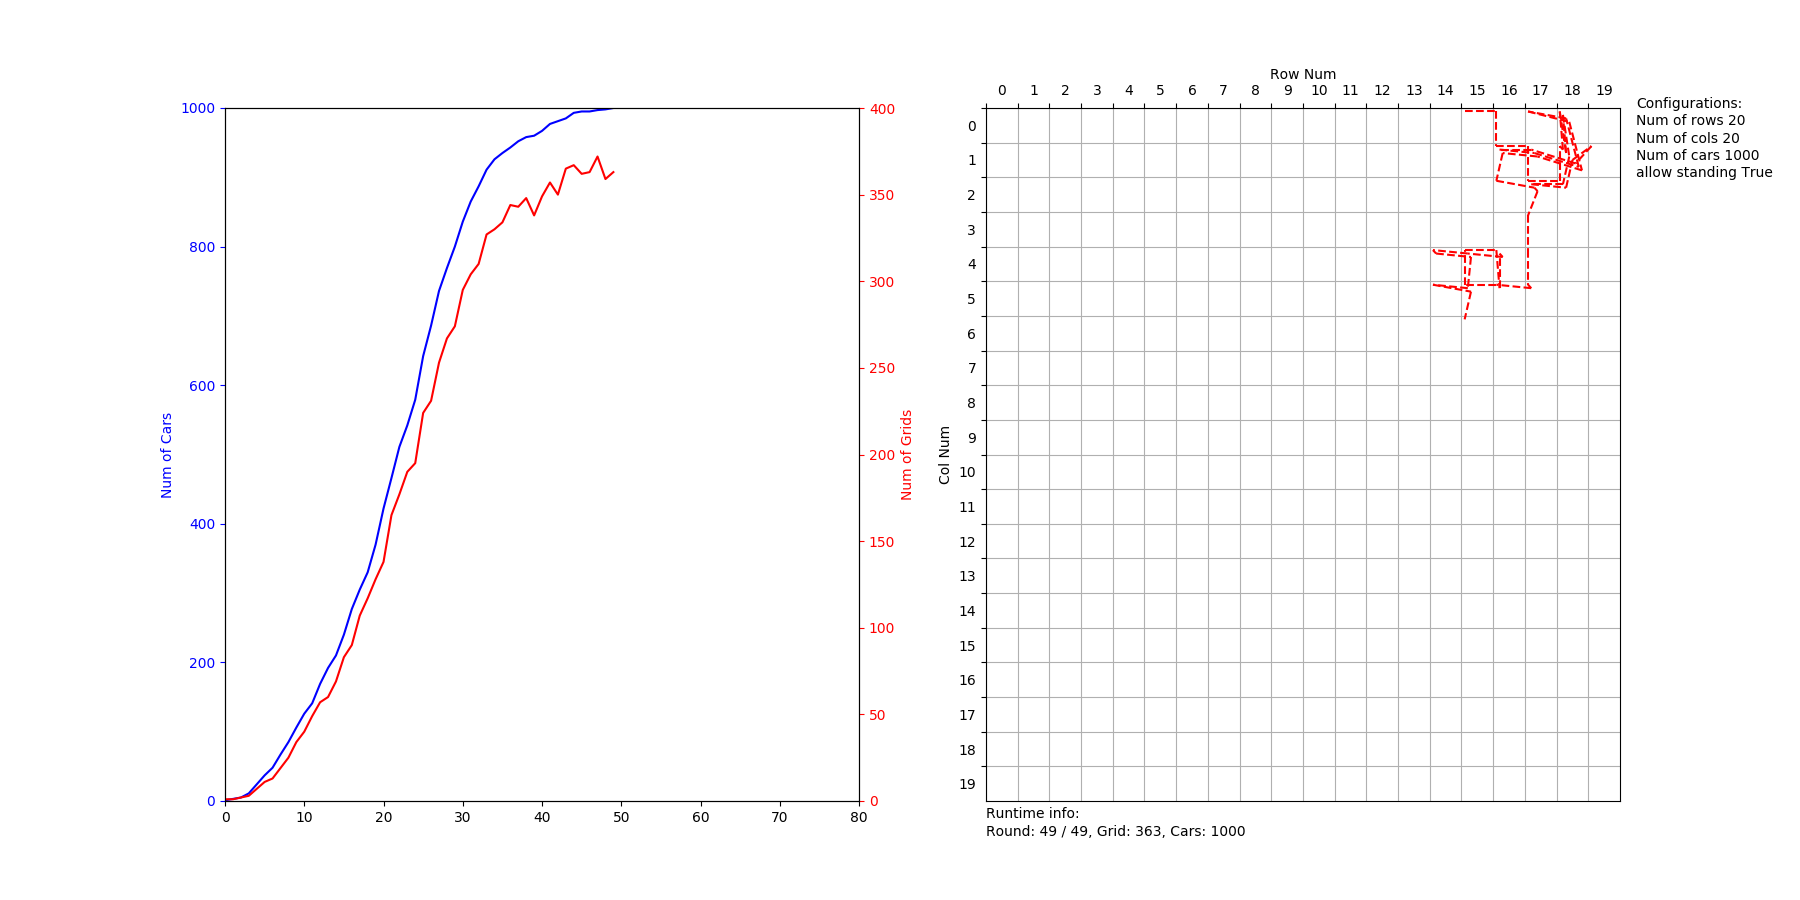 1000
800
600
400
200
0
Num of Cars
0 10 20 30 40 50 60 70 80
400
350
300
250
200
150
100
50
0
Num of Grids
Row Num
0 1 2 3 4 5 6 7 8 9 10 11 12 13 14 15 16 17 18 19
Col Num
0
1
2
3
4
5
6
7
8
9
10
11
12
13
14
15
16
17
18
19
Configurations:
Num of rows 20
Num of cols 20
Num of cars 1000
allow standing True
Runtime info:
Round: 49 / 49, Grid: 363, Cars: 1000